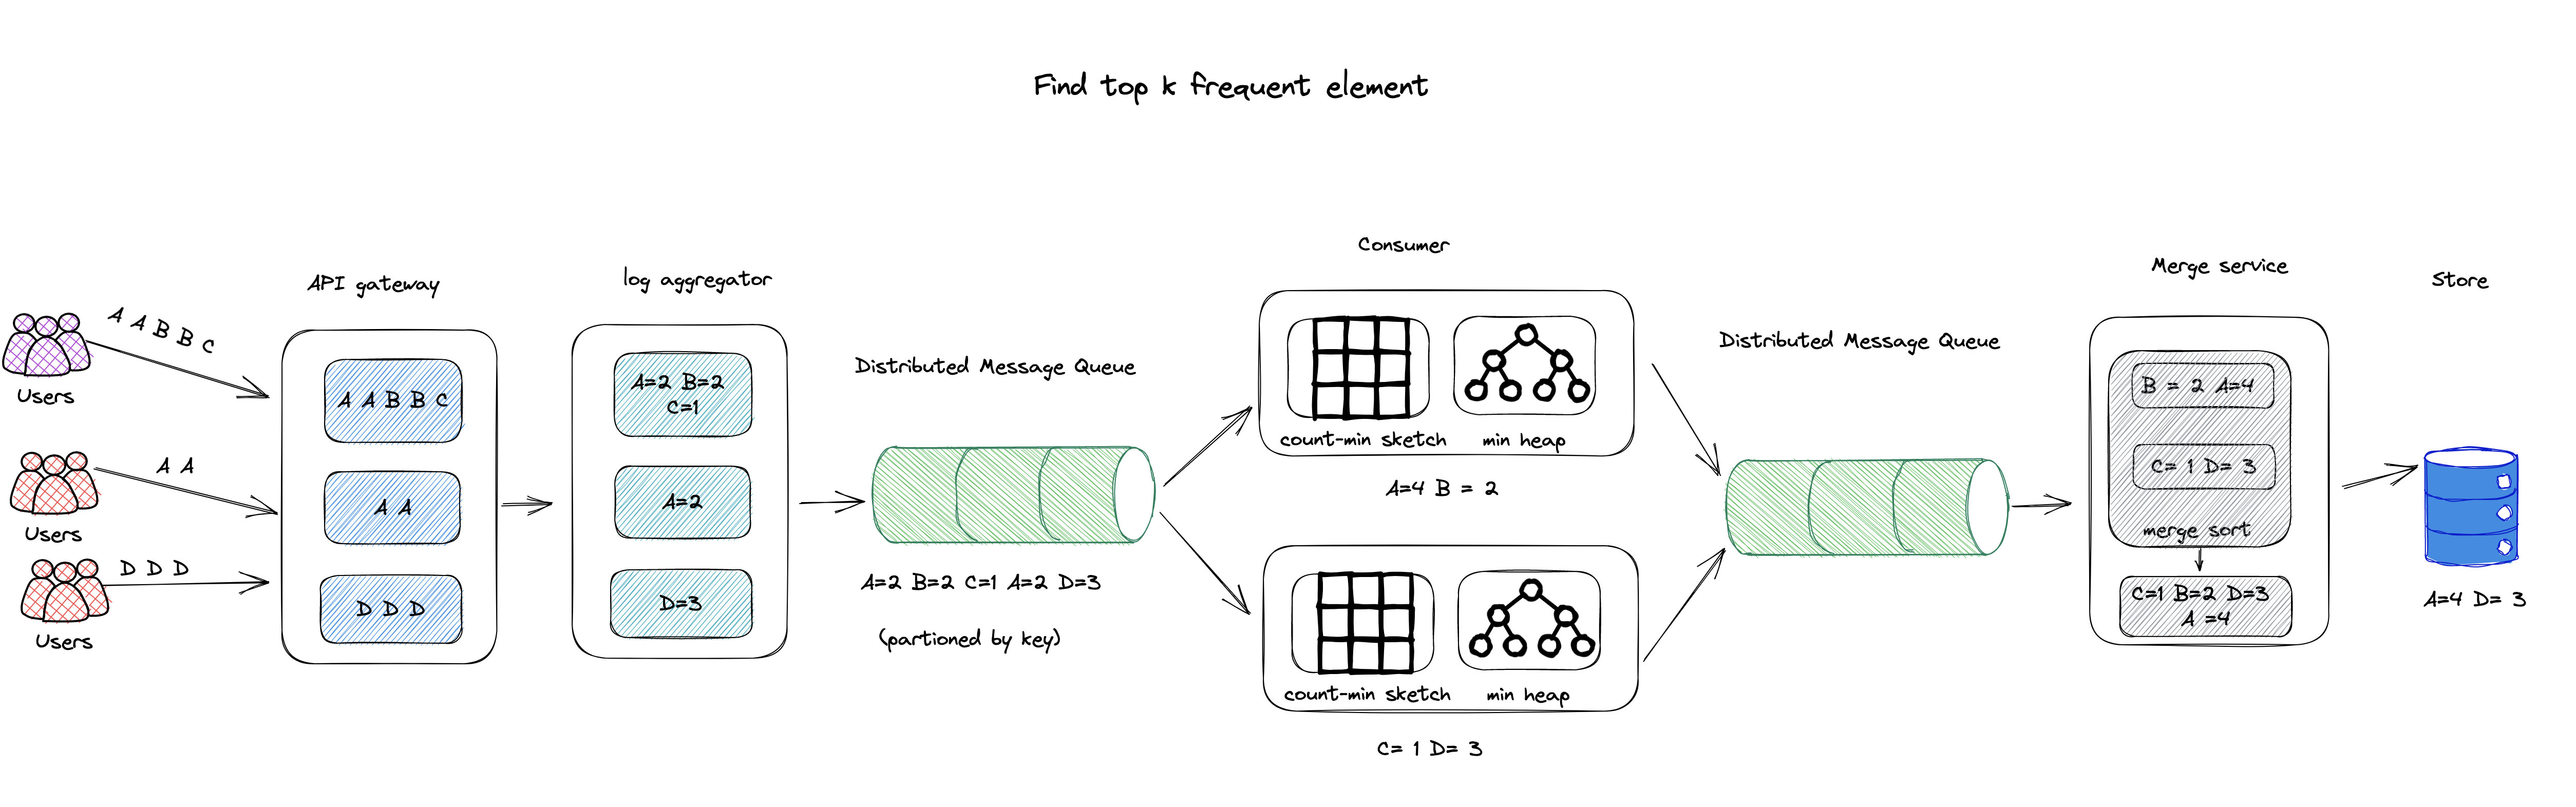 Find top k frequent element
A A B B C
Users
A A
Users
D D D
Users
API gateway
A A B B C
A A
D D D
log aggregator
A=2 B=2
C=1
A=2
D=3
Distributed Message Queue
A=2 B=2 C=1 A=2 D=3
(partioned by key)
Consumer
count-min sketch
min heap
A=4 B = 2
count-min sketch
min heap
C= 1 D= 3
Distributed Message Queue
Merge service
B = 2 A=4
C= 1 D= 3
merge sort
C=1 B=2 D=3
A =4
Store
A=4 D= 3